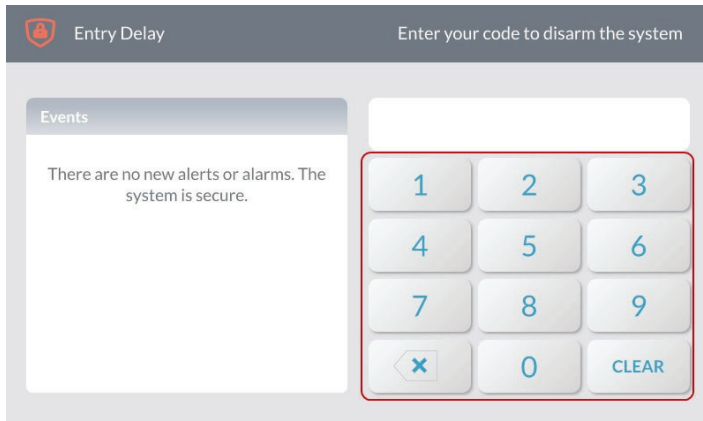 Entry Delay
Enter your code to disarm the system
Events
There are no new alerts or alarms. The
system is secure.
1 2 3
4 5 6
7 8 9
0 CLEAR